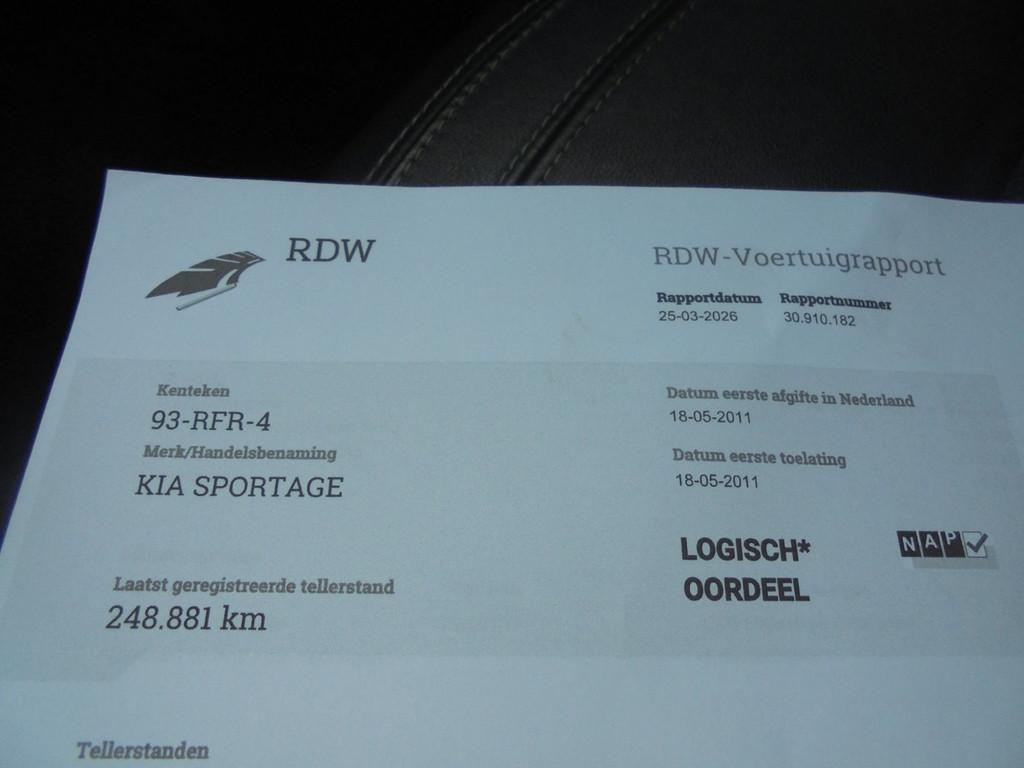 RDW
RDW-Voertuigrapport
Rapportdatum Rapportnummer
25-03-2026 30.910.182
Kenteken
93-RFR-4
Merk/Handelsbenaming
KIA SPORTAGE
Laatst geregistreerde tellerstand
248.881 km
Datum eerste afgifte in Nederland
18-05-2011
Datum eerste toelating
18-05-2011
LOGISCH*
OORDEEL
NAP
Tellerstanden